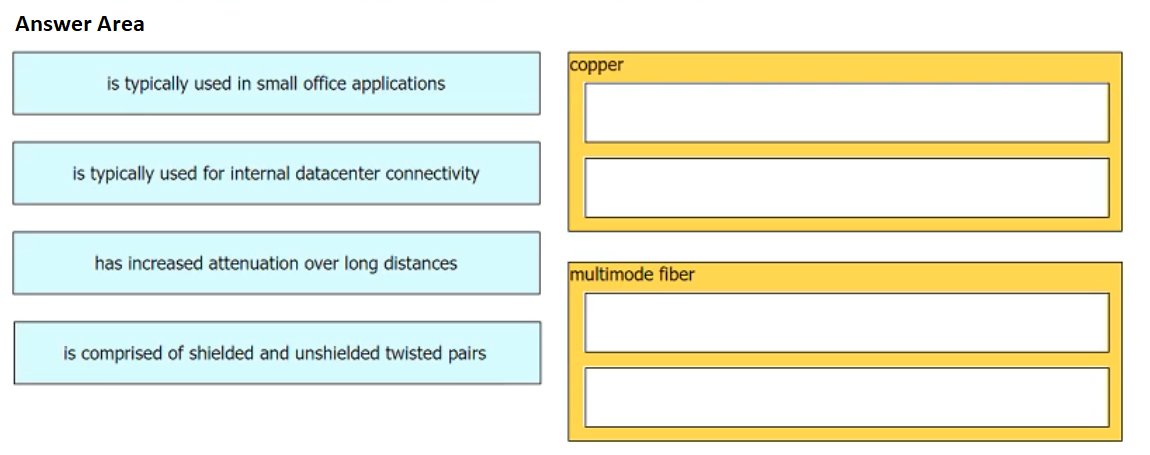 Answer Area
is typically used in small office applications
is typically used for internal datacenter connectivity
has increased attenuation over long distances
is comprised of shielded and unshielded twisted pairs
copper
multimode fiber